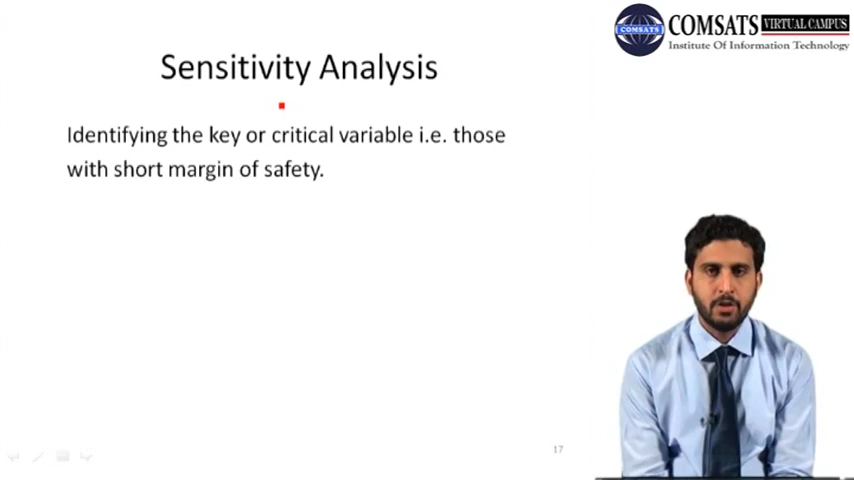 COMSATS VIRTUAL CAMPUS
COMSATS
Institute Of Information Technology
Sensitivity Analysis
Identifying the key or critical variable i.e. those
with short margin of safety.
17